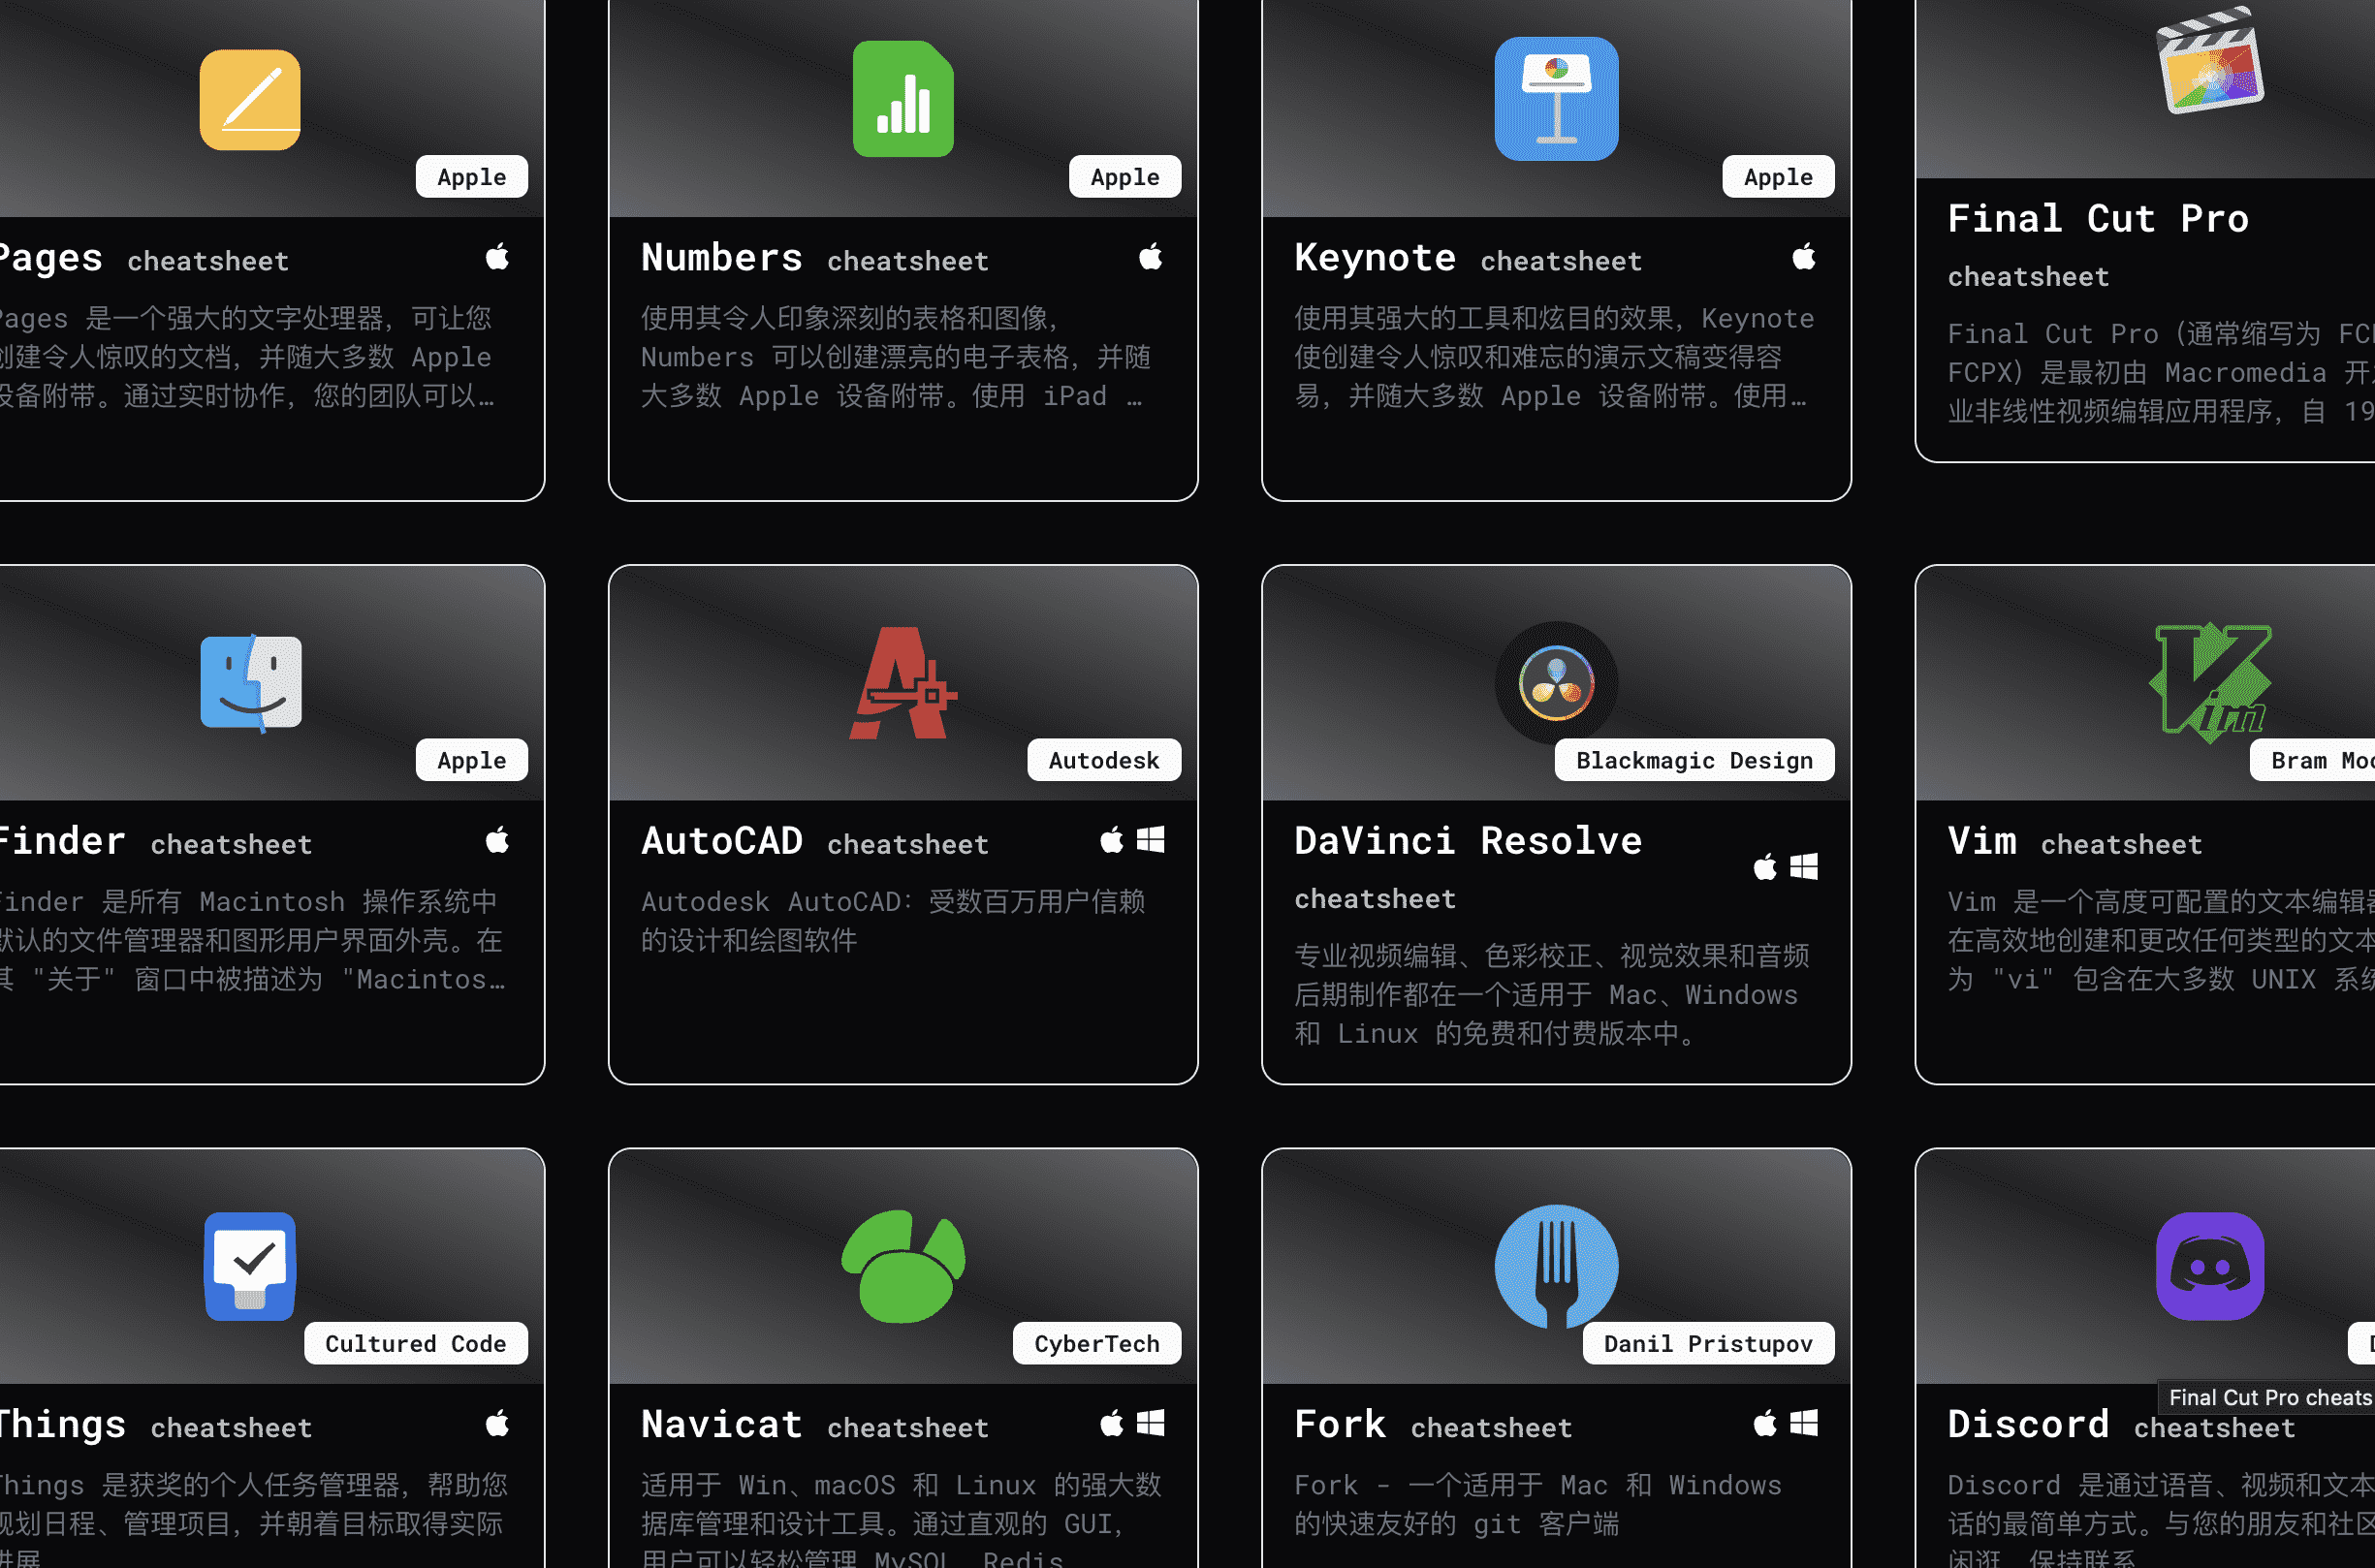 Apple
Pages cheatsheet
Pages 是一个强大的文字处理器，可让您
创建令人惊叹的文档，并随大多数 Apple
设备附带。通过实时协作，您的团队可以…
Apple
Numbers cheatsheet
使用其令人印象深刻的表格和图像，
Numbers 可以创建漂亮的电子表格，并随
大多数 Apple 设备附带。使用 iPad …
Apple
Keynote cheatsheet
使用其强大的工具和炫目的效果，Keynote
使创建令人惊叹和难忘的演示文稿变得容
易，并随大多数 Apple 设备附带。使用…
Final Cut Pro
cheatsheet
Final Cut Pro（通常缩写为
FCPX）是最初由 Macromedia 开
业非线性视频编辑应用程序，自 19
Apple
Finder cheatsheet
Finder 是所有 Macintosh 操作系统中
默认的文件管理器和图形用户界面外壳。在
其 "关于" 窗口中被描述为 "Macintos…
Autodesk
AutoCAD cheatsheet
Autodesk AutoCAD：受数百万用户信赖
的设计和绘图软件
Blackmagic Design
DaVinci Resolve
cheatsheet
专业视频编辑、色彩校正、视觉效果和音频
后期制作都在一个适用于 Mac、Windows
和 Linux 的免费和付费版本中。
Vim
Bram
Vim cheatsheet
Vim 是一个高度可配置的文本编辑器
在高效地创建和更改任何类型的文本
为 "vi" 包含在大多数 UNIX 系统
Cultured Code
Things cheatsheet
Things 是获奖的个人任务管理器，帮助您
规划日程、管理项目，并朝着目标取得实际
进展
CyberTech
Navicat cheatsheet
适用于 Win、macOS 和 Linux 的强大数
据库管理和设计工具。通过直观的 GUI，
用户可以轻松管理 MySQL、Redis
Danil Pristupov
Fork cheatsheet
Fork - 一个适用于 Mac 和 Windows
的快速友好的 git 客户端
Final Cut Pro cheats
Discord cheatsheet
Discord 是通过语音、视频和文本
话的最简单方式。与您的朋友和社区
闲逛，保持联系